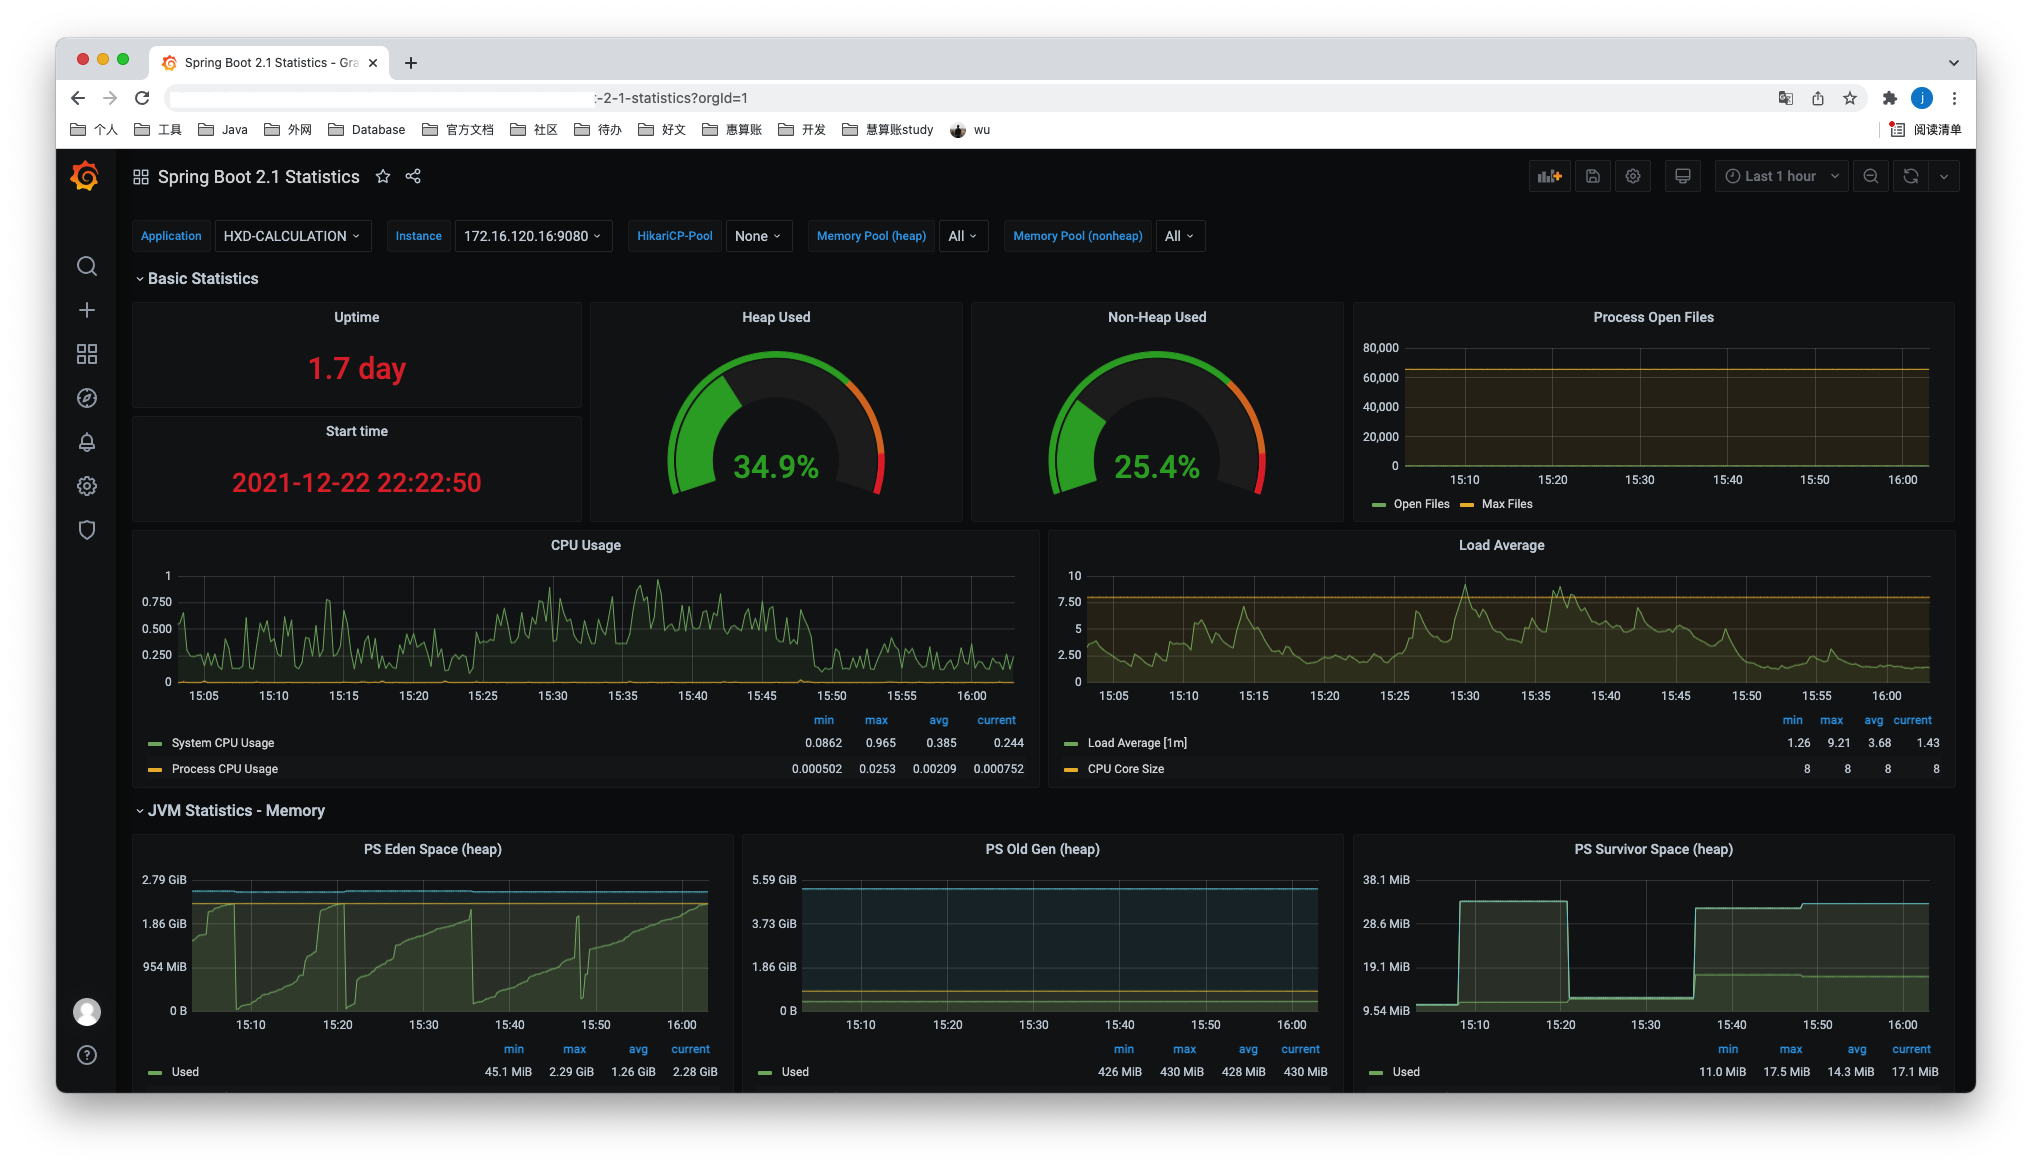 Spring Boot 2.1 Statistics - Gra
-2-1-statistics?orgId=1
个人 工具 Java 外网 Database 官方文档 社区 待办 好文 惠算账 开发 慧算账study wu 阅读清单
Spring Boot 2.1 Statistics Last 1 hour
Application HXD-CALCULATION Instance 172.16.120.16:9080 HikariCP-Pool None Memory Pool (heap) All Memory Pool (nonheap) All
Basic Statistics
Uptime
1.7 day
Start time
2021-12-22 22:22:50
Heap Used
34.9%
Non-Heap Used
25.4%
Process Open Files
80,000
60,000
40,000
20,000
0
15:10 15:20 15:30 15:40 15:50 16:00
Open Files Max Files
CPU Usage
1
0.750
0.500
0.250
0
15:05 15:10 15:15 15:20 15:25 15:30 15:35 15:40 15:45 15:50 15:55 16:00
min max avg current
System CPU Usage 0.0862 0.965 0.385 0.244
Process CPU Usage 0.000502 0.0253 0.00209 0.000752
Load Average
10
7.50
5
2.50
0
15:05 15:10 15:15 15:20 15:25 15:30 15:35 15:40 15:45 15:50 15:55 16:00
min max avg current
Load Average [1m] 1.26 9.21 3.68 1.43
CPU Core Size 8 8 8 8
JVM Statistics - Memory
PS Eden Space (heap)
2.79 GiB
1.86 GiB
954 MiB
0 B
15:10 15:20 15:30 15:40 15:50 16:00
min max avg current
Used 45.1 MiB 2.29 GiB 1.26 GiB 2.28 GiB
PS Old Gen (heap)
5.59 GiB
3.73 GiB
1.86 GiB
0 B
15:10 15:20 15:30 15:40 15:50 16:00
min max avg current
Used 426 MiB 430 MiB 428 MiB 430 MiB
PS Survivor Space (heap)
38.1 MiB
28.6 MiB
19.1 MiB
9.54 MiB
15:10 15:20 15:30 15:40 15:50 16:00
min max avg current
Used 11.0 MiB 17.5 MiB 14.3 MiB 17.1 MiB